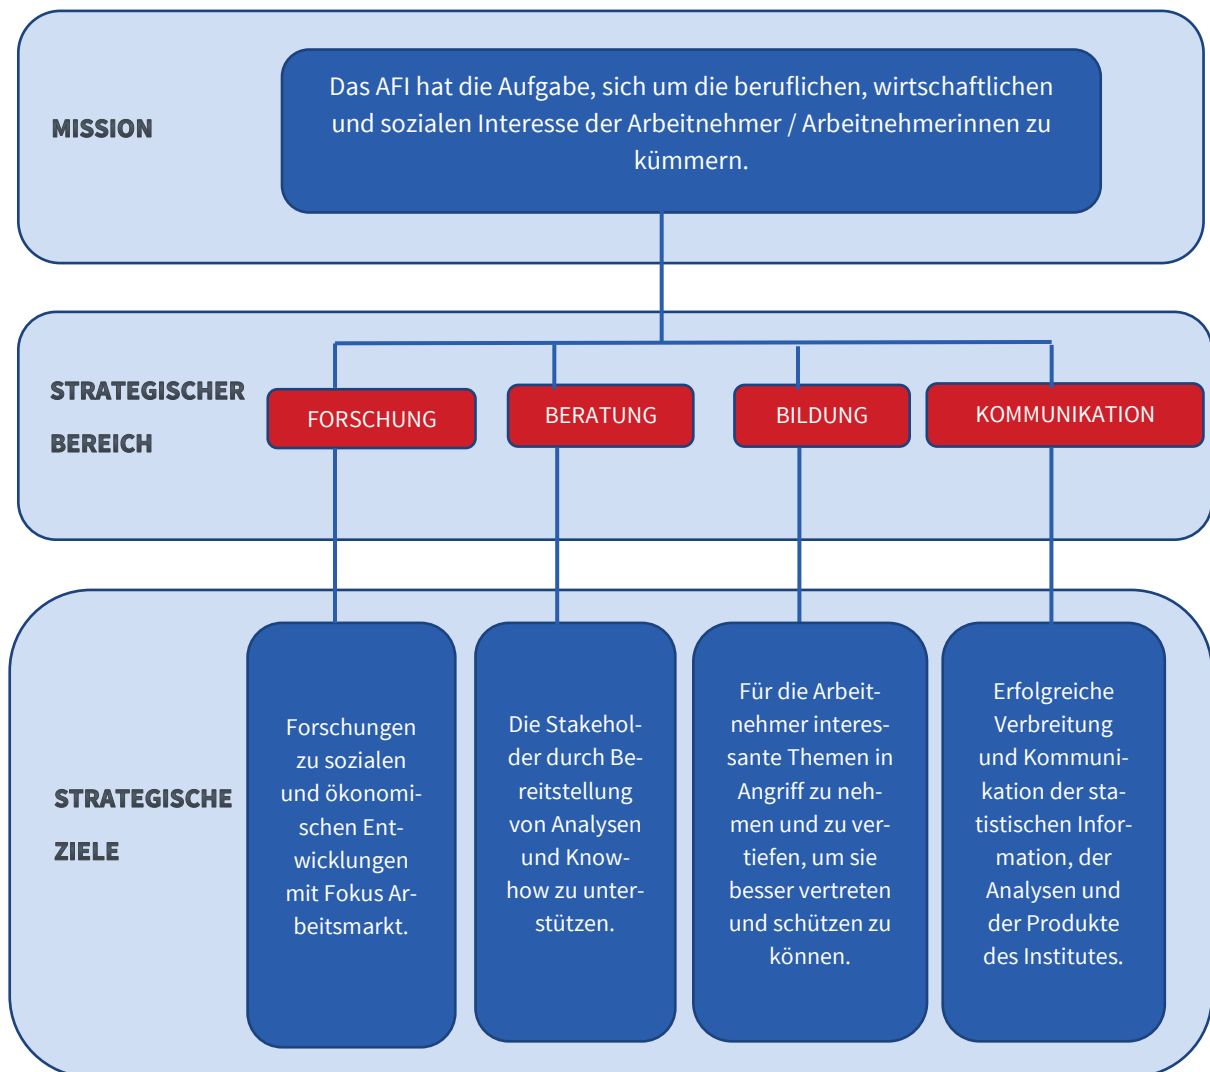 MISSION
Das AFI hat die Aufgabe, sich um die beruflichen, wirtschaftlichen
und sozialen Interesse der Arbeitnehmer / Arbeitnehmerinnen zu
kümmern.
STRATEGISCHER
BEREICH
FORSCHUNG
BERATUNG
BILDUNG
KOMMUNIKATION
STRATEGISCHE
ZIELE
Forschungen
zu sozialen
und ökonomi-
schen Ent-
wicklungen
mit Fokus Ar-
beitsmarkt.
Die Stakehol-
der durch Be-
reitstellung
von Analysen
und Know-
how zu unter-
stützen.
Für die Arbeit-
nehmer interes-
sante Themen in
Angriff zu neh-
men und zu ver-
tiefen, um sie
besser vertreten
und schützen zu
können.
Erfolgreiche
Verbreitung
und Kommuni-
kation der sta-
tistischen Infor-
mation, der
Analysen und
der Produkte
des Institutes.